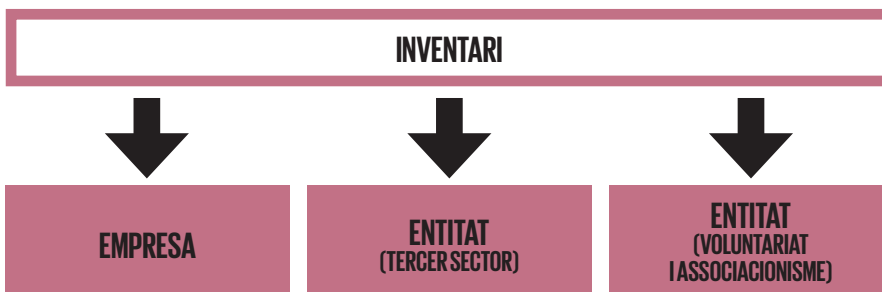 INVENTARI
EMPRESA
ENTITAT
(TERCER SECTOR)
ENTITAT
(VOLUNTARIAT
I ASSOCIACIONISME)